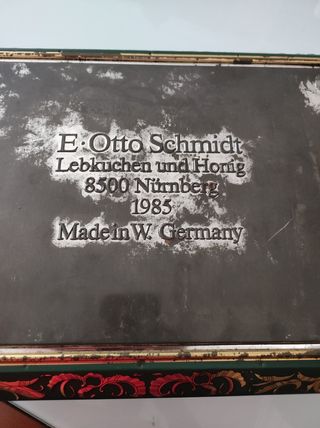 E·Otto Schmidt
Lebkuchen und Honig
8500 Nürnberg
1985
Made in W. Germany